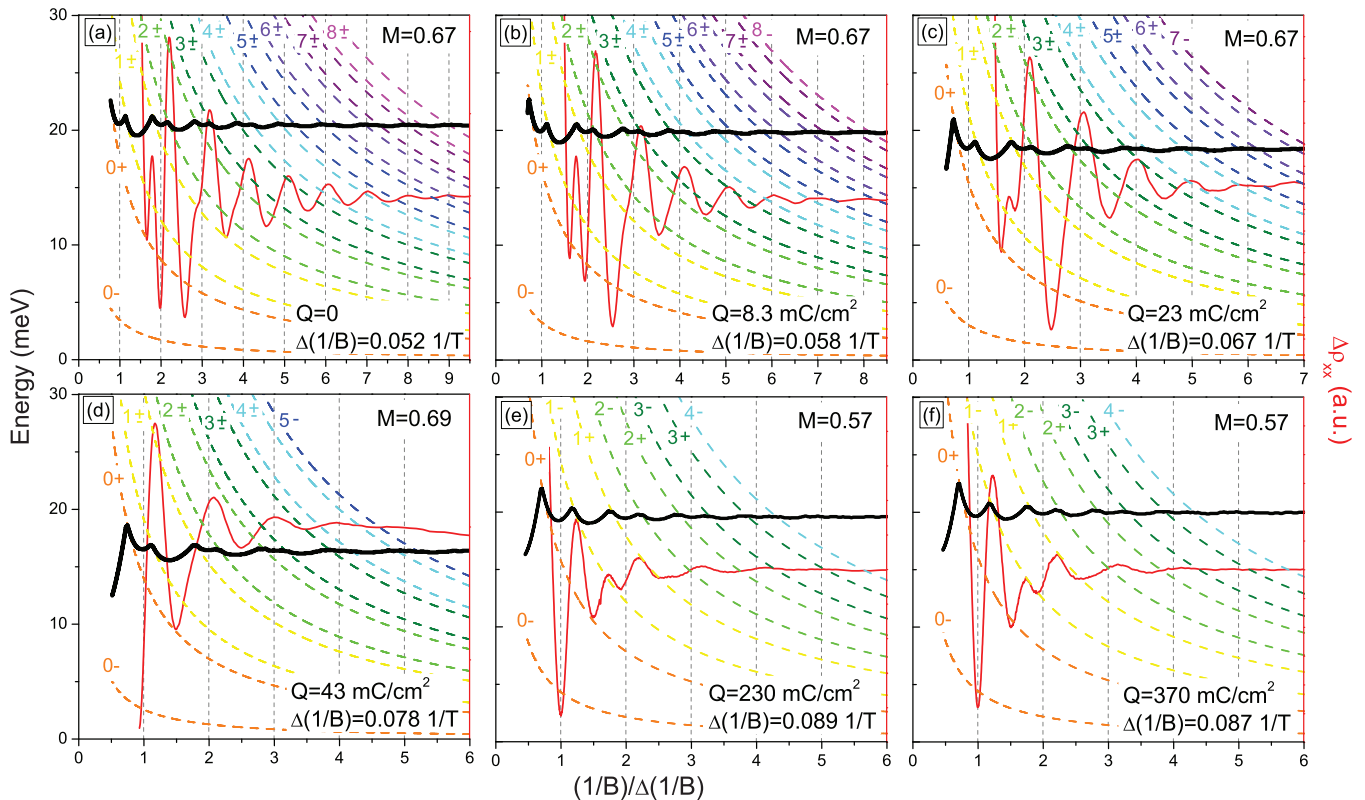 (a)
1±
2±
3±
4±
5±
6±
7±
8±
M=0.67
0+
0-
Q=0
Δ(1/B)=0.052 1/T
30
20
10
0
0 1 2 3 4 5 6 7 8 9
(b)
1±
2±
3±
4±
5±
6±
7±
8-
M=0.67
0+
0-
Q=8.3 mC/cm²
Δ(1/B)=0.058 1/T
0 1 2 3 4 5 6 7 8
(c)
1±
2±
3±
4±
5±
6±
7-
M=0.67
0+
0-
Q=23 mC/cm²
Δ(1/B)=0.067 1/T
0 1 2 3 4 5 6 7
(d)
1±
2±
3±
4±
5-
M=0.69
0+
0-
Q=43 mC/cm²
Δ(1/B)=0.078 1/T
30
20
10
0
0 1 2 3 4 5 6
(e)
1-
1+
2-
2+
3-
3+
4-
M=0.57
0+
0-
Q=230 mC/cm²
Δ(1/B)=0.089 1/T
0 1 2 3 4 5 6
(f)
1-
1+
2-
2+
3-
3+
4-
M=0.57
0+
0-
Q=370 mC/cm²
Δ(1/B)=0.087 1/T
0 1 2 3 4 5 6
Energy (meV)
Δρxx (a.u.)
(1/B)/Δ(1/B)